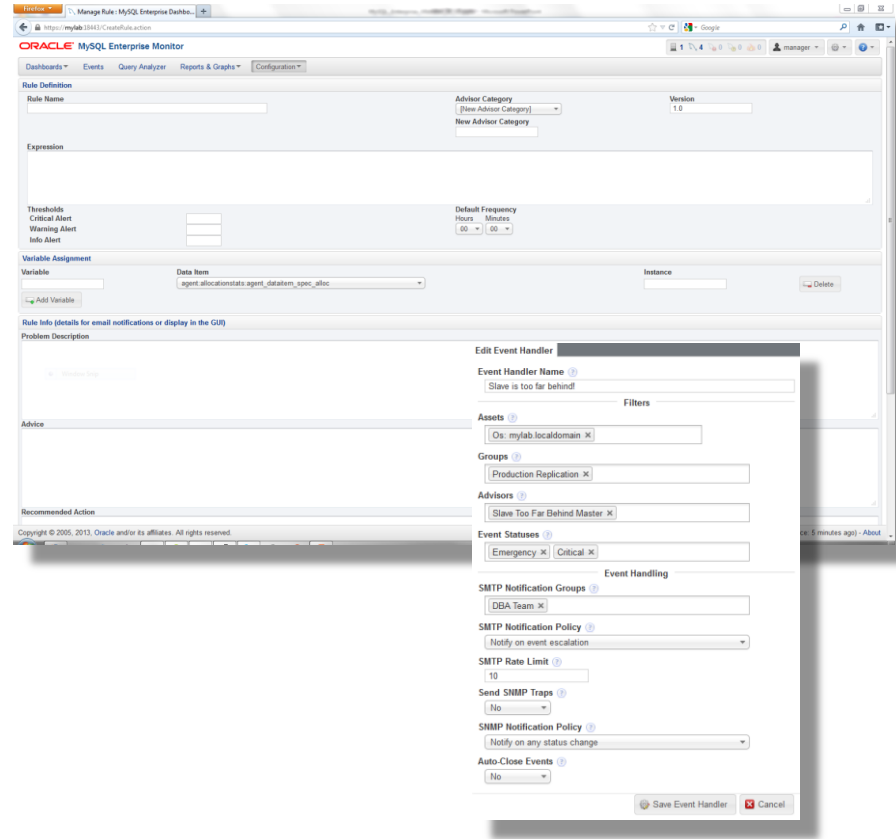 Firefox
Manage Rule : MySQL Enterprise Dashbo...
https://mylab:18443/CreateRule.action
Google
ORACLE MySQL Enterprise Monitor
1 4 0 0 0 manager
Dashboards Events Query Analyzer Reports & Graphs Configuration
Rule Definition
Rule Name Advisor Category Version
[New Advisor Category] 1.0
New Advisor Category
Expression
Thresholds Default Frequency
Critical Alert Hours Minutes
Warning Alert 00 00
Info Alert
Variable Assignment
Variable Data Item Instance
agent:allocationstats:agent_dataitem_spec_alloc Delete
Add Variable
Rule Info (details for email notifications or display in the GUI)
Problem Description
Advice
Recommended Action
Copyright © 2005, 2013, Oracle and/or its affiliates. All rights reserved.
5 minutes ago) - About
Edit Event Handler
Event Handler Name
Slave is too far behind!
Filters
Assets
Os: mylab.localdomain
Groups
Production Replication
Advisors
Slave Too Far Behind Master
Event Statuses
Emergency Critical
Event Handling
SMTP Notification Groups
DBA Team
SMTP Notification Policy
Notify on event escalation
SMTP Rate Limit
10
Send SNMP Traps
No
SNMP Notification Policy
Notify on any status change
Auto-Close Events
No
Save Event Handler Cancel